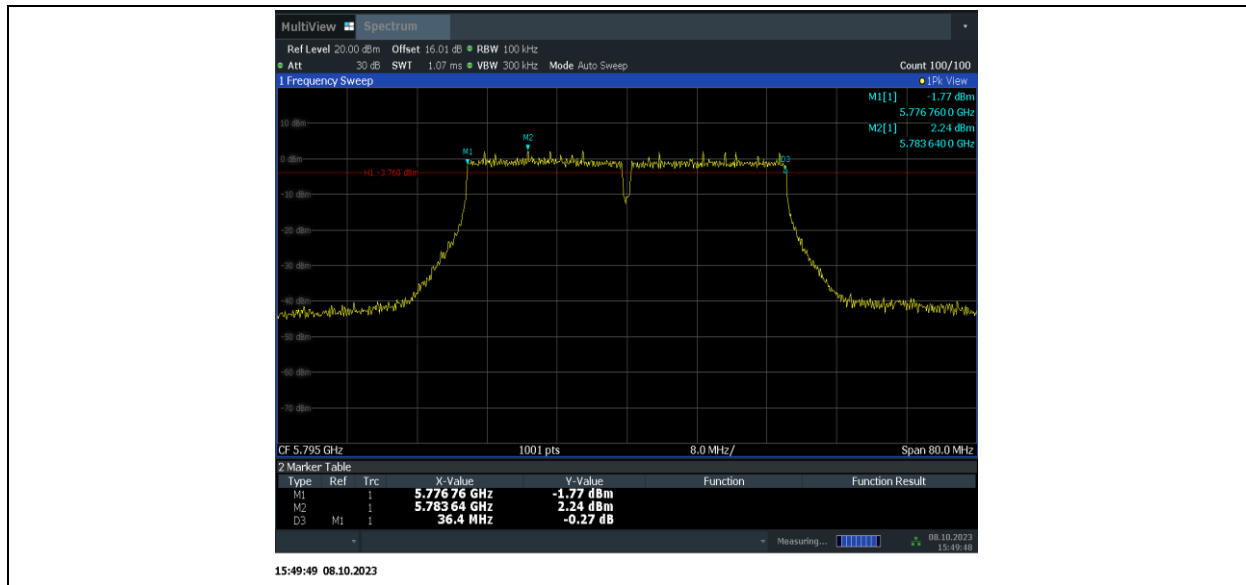 MultiView Spectrum
Ref Level 20.00 dBm Offset 16.01 dB RBW 100 kHz
Att 30 dB SWT 1.07 ms VBW 300 kHz Mode Auto Sweep Count 100/100
1 Frequency Sweep 1Pk View
M1[1] -1.77 dBm
5.776 760 0 GHz
M2[1] 2.24 dBm
5.783 640 0 GHz
10 dBm
M2
M1
0 dBm
D3
H1 -3.760 dBm
-10 dBm
-20 dBm
-30 dBm
-40 dBm
-50 dBm
-60 dBm
-70 dBm
CF 5.795 GHz 1001 pts 8.0 MHz/ Span 80.0 MHz
2 Marker Table
Type Ref Trc X-Value Y-Value Function Function Result
M1 1 5.776 76 GHz -1.77 dBm
M2 1 5.783 64 GHz 2.24 dBm
D3 M1 1 36.4 MHz -0.27 dB
Measuring... 08.10.2023
15:49:48
15:49:49 08.10.2023